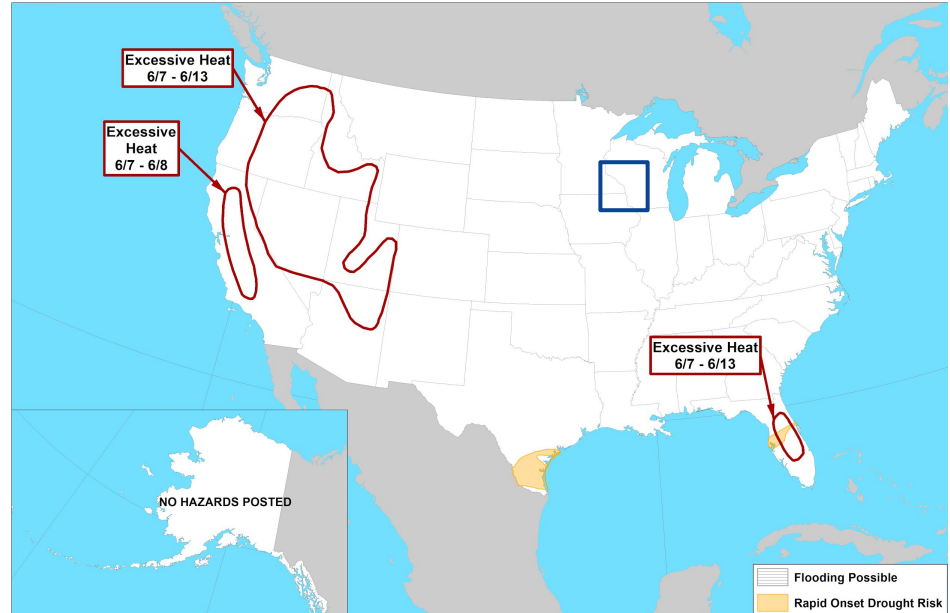 Excessive Heat
6/7 - 6/13
Excessive
Heat
6/7 - 6/8
Excessive Heat
6/7 - 6/13
NO HAZARDS POSTED
Flooding Possible
Rapid Onset Drought Risk